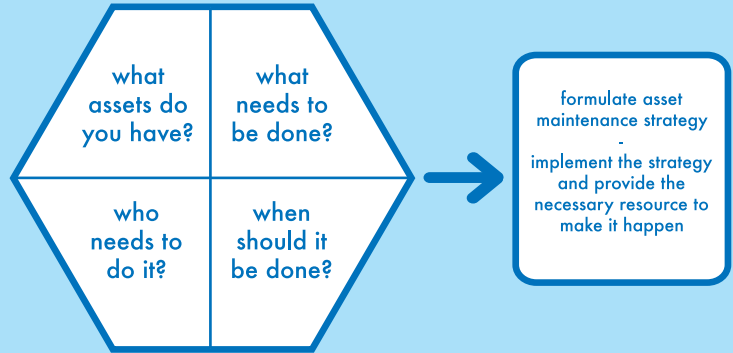 what
assets do
you have?
what
needs to
be done?
who
needs to
do it?
when
should it
be done?
formulate asset
maintenance strategy
-
implement the strategy
and provide the
necessary resource to
make it happen